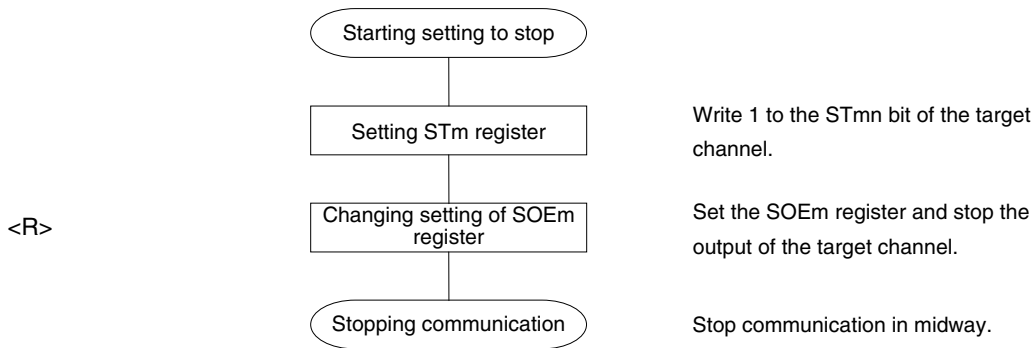 Starting setting to stop
Setting STm register
Write 1 to the STmn bit of the target
channel.
<R>
Changing setting of SOEm
register
Set the SOEm register and stop the
output of the target channel.
Stopping communication
Stop communication in midway.